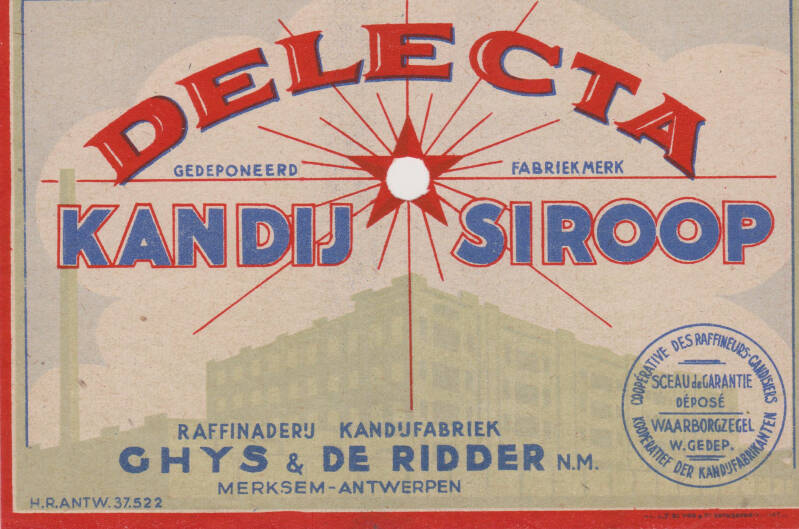 DELECTA
GEDEPONEERD FABRIEKMERK
KANDIJ SIROOP
RAFFINADERIJ KANDIJFABRIEK
GHYS & DE RIDDER N.M.
MERKSEM-ANTWERPEN
H.R.ANTW. 37.522
COOPÉRATIVE DES RAFFINEURS-CANDISIERS
SCEAU de GARANTIE
DÉPOSÉ
WAARBORGZEGEL
W. GEDEP.
KOOPERATIEF DER KANDIJFABRIKANTEN